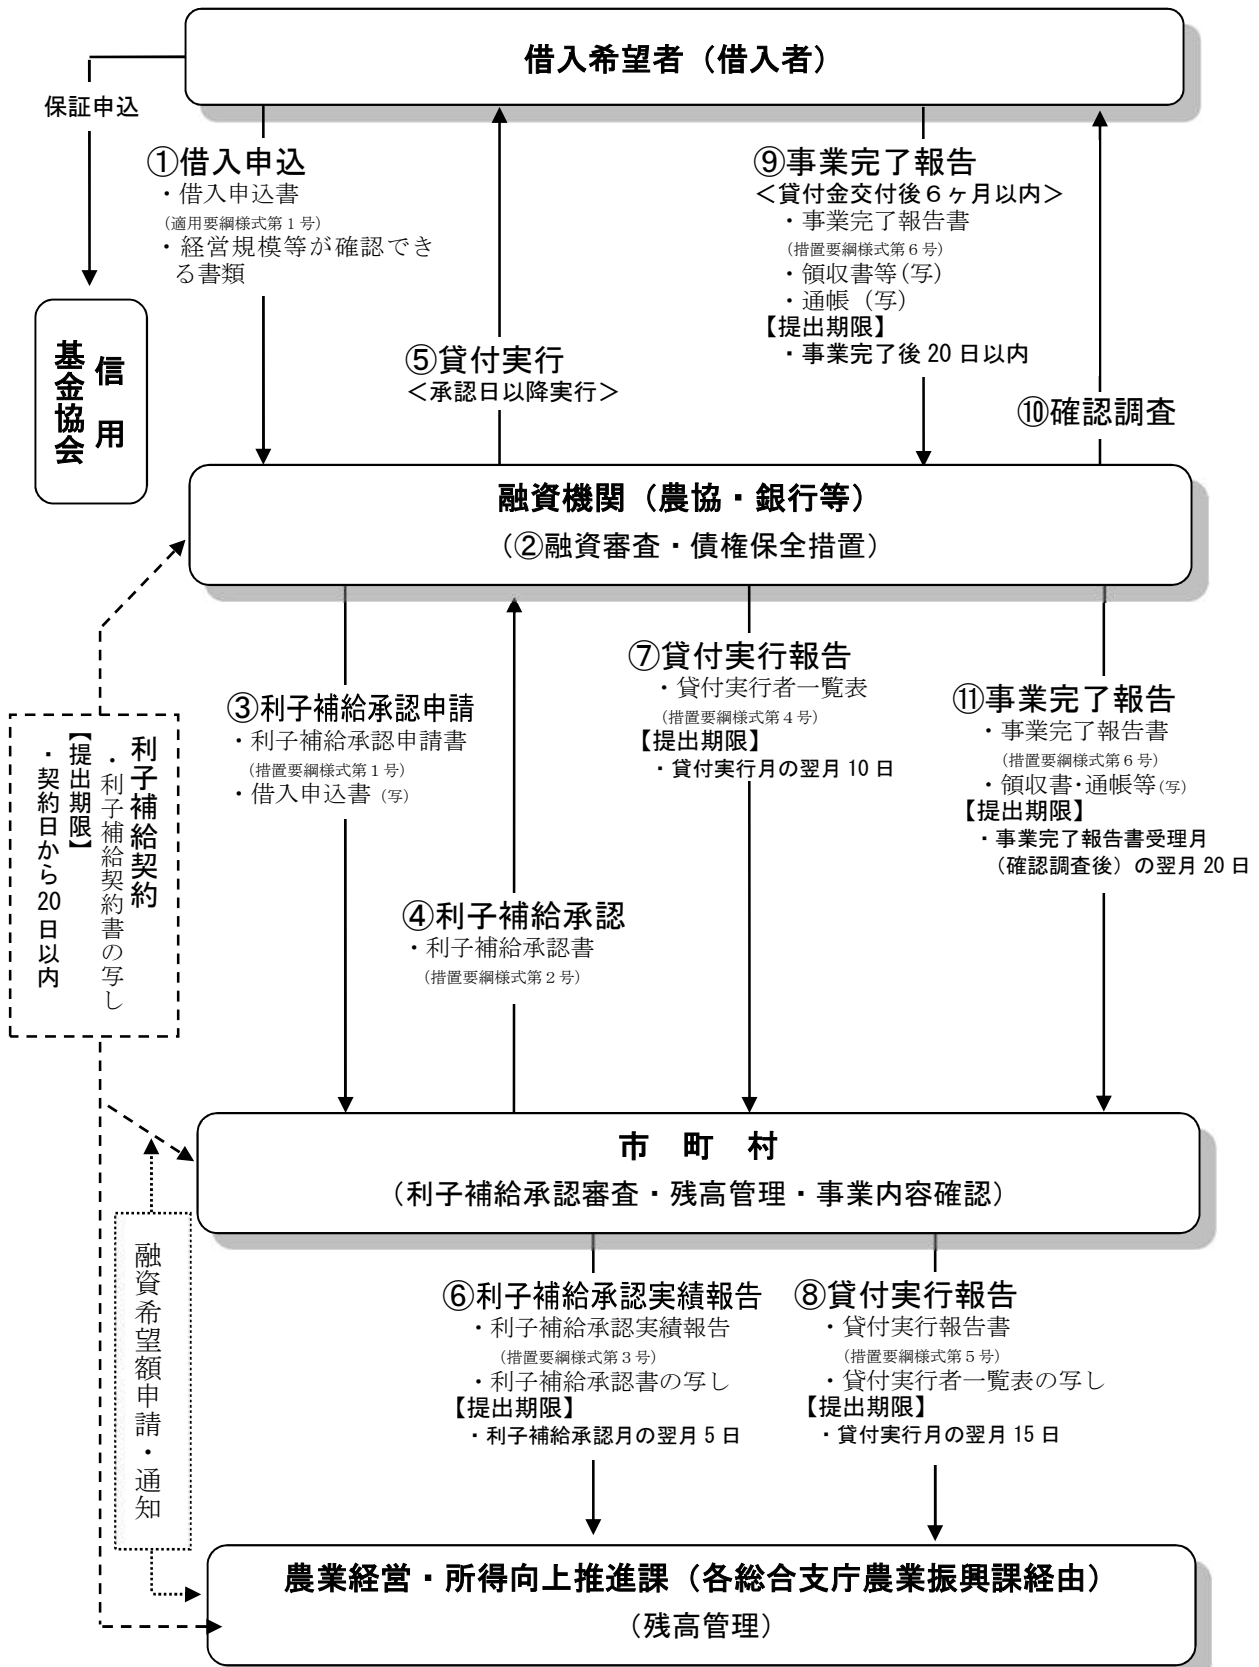 借入希望者（借入者）
保証申込
①借入申込
・借入申込書
（適用要綱様式第１号）
・経営規模等が確認でき
る書類
⑨事業完了報告
＜貸付金交付後６ヶ月以内＞
・事業完了報告書
（措置要綱様式第６号）
・領収書等（写）
・通帳（写）
【提出期限】
・事業完了後 20 日以内
⑤貸付実行
＜承認日以降実行＞
⑩確認調査
信用
基金協会
融資機関（農協・銀行等）
（②融資審査・債権保全措置）
③利子補給承認申請
・利子補給承認申請書
（措置要綱様式第１号）
・借入申込書（写）
⑦貸付実行報告
・貸付実行者一覧表
（措置要綱様式第４号）
【提出期限】
・貸付実行月の翌月 10 日
⑪事業完了報告
・事業完了報告書
（措置要綱様式第６号）
・領収書・通帳等（写）
【提出期限】
・事業完了報告書受理月
（確認調査後）の翌月 20 日
利子補給契約
・利子補給契約書の写し
【提出期限】
・契約日から 20 日以内
④利子補給承認
・利子補給承認書
（措置要綱様式第２号）
市　町　村
（利子補給承認審査・残高管理・事業内容確認）
融資希望額申請・通知
⑥利子補給承認実績報告
・利子補給承認実績報告
（措置要綱様式第３号）
・利子補給承認書の写し
【提出期限】
・利子補給承認月の翌月 5 日
⑧貸付実行報告
・貸付実行報告書
（措置要綱様式第５号）
・貸付実行者一覧表の写し
【提出期限】
・貸付実行月の翌月 15 日
農業経営・所得向上推進課（各総合支庁農業振興課経由）
（残高管理）